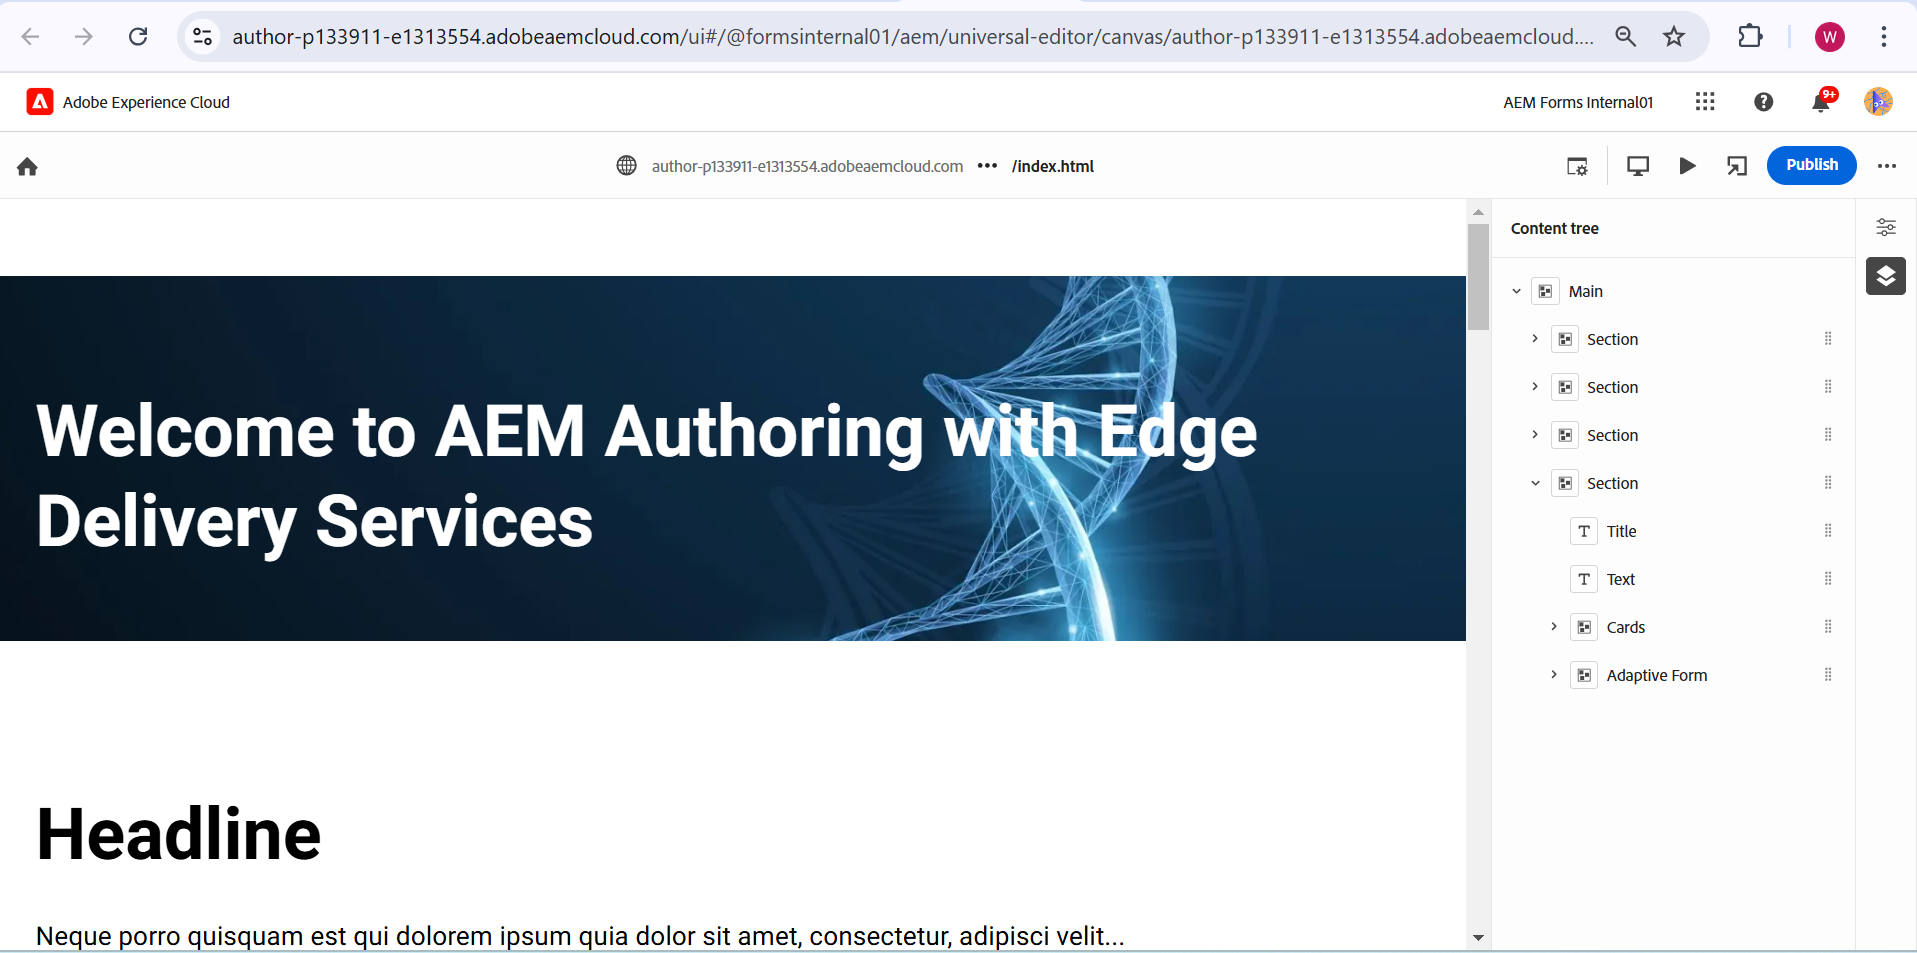 author-p133911-e1313554.adobeaemcloud.com/ui#/@formsinternal01/aem/universal-editor/canvas/author-p133911-e1313554.adobeaemcloud....
W
Adobe Experience Cloud
AEM Forms Internal01
9+
author-p133911-e1313554.adobeaemcloud.com ••• /index.html
Publish
Content tree
Main
Section
Section
Section
Section
Title
Text
Cards
Adaptive Form
Welcome to AEM Authoring with Edge
Delivery Services
Headline
Neque porro quisquam est qui dolorem ipsum quia dolor sit amet, consectetur, adipisci velit...